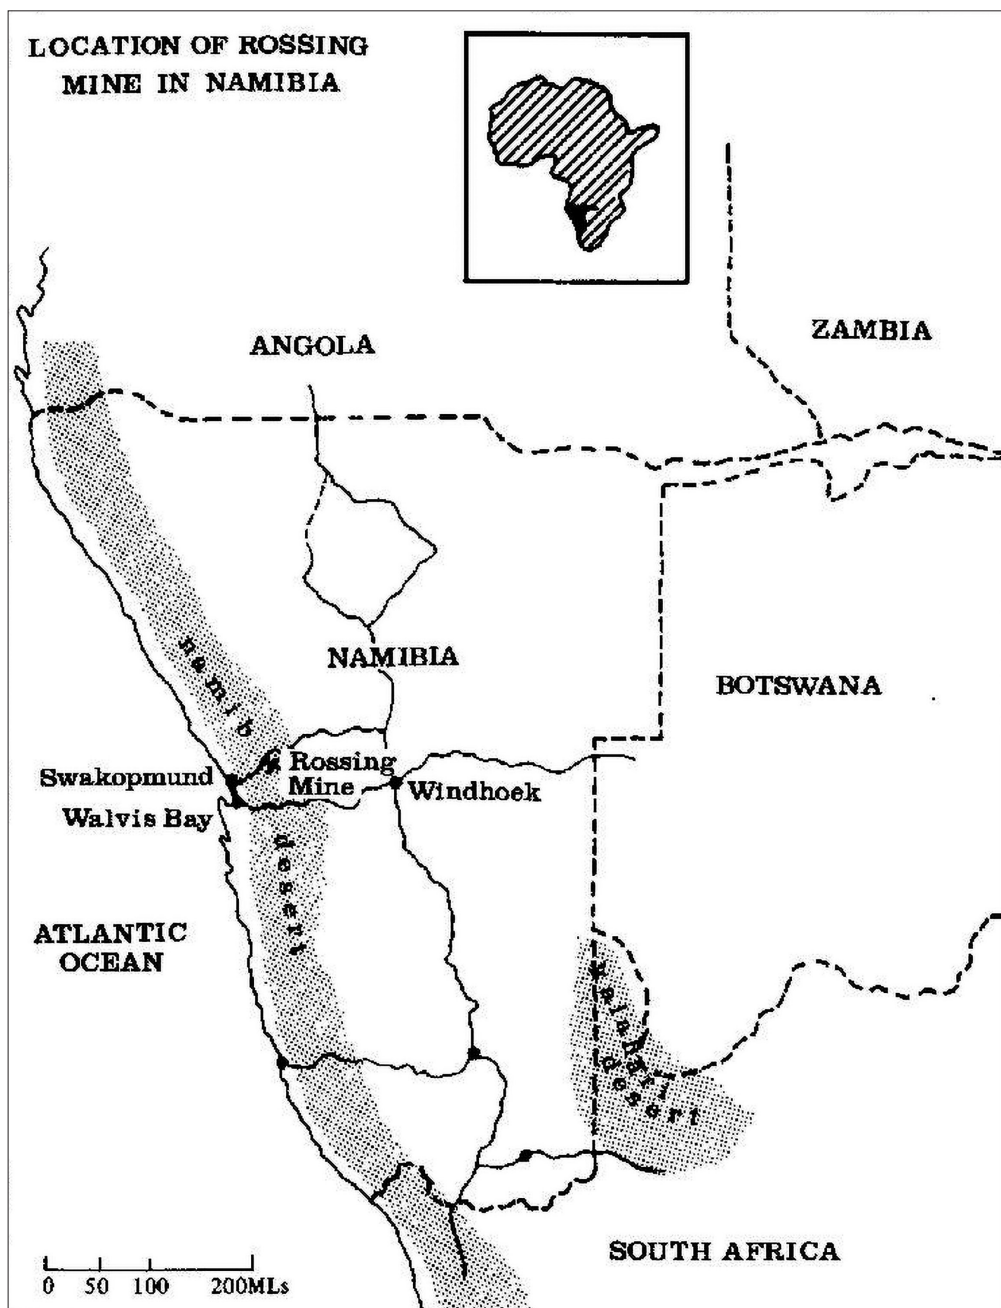 LOCATION OF ROSSING
MINE IN NAMIBIA
ZAMBIA
ANGOLA
NAMIBIA
BOTSWANA
namib
Rossing
Mine
Swakopmund
Windhoek
Walvis Bay
desert
ATLANTIC
OCEAN
kalahari
desert
SOUTH AFRICA
0 50 100 200MLs